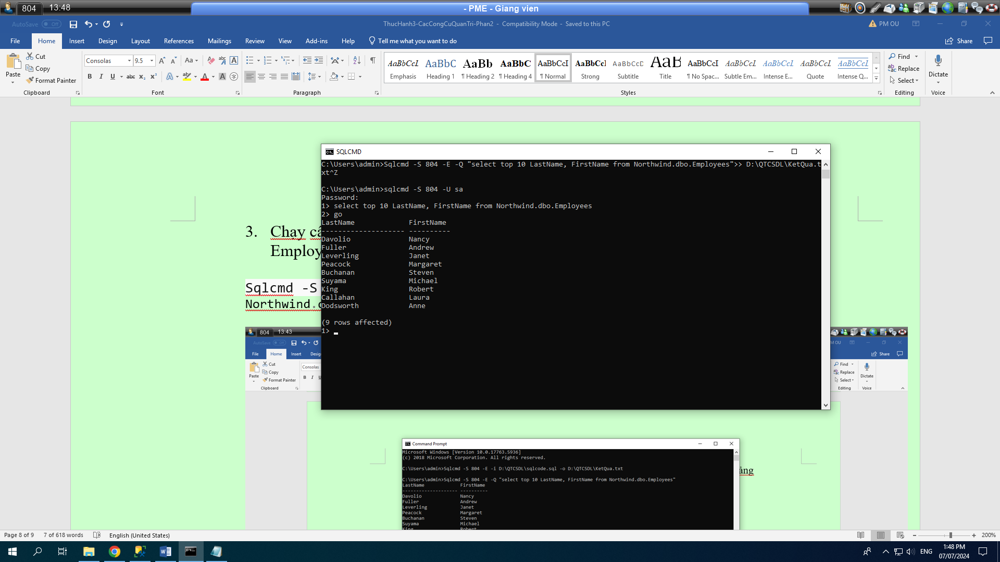 804 13:48 - PME - Giang vien
AutoSave Off ThucHanh3-CacCongCuQuanTri-Phan2 - Compatibility Mode - Saved to this PC PM OU
File Home Insert Design Layout References Mailings Review View Add-ins Help Tell me what you want to do Share
Paste Cut
Copy
Format Painter
Clipboard
Consolas 9.5
Font
Paragraph
AaBbCcL AaBbC AaBb AaBbC AaBbCcI AaBbCcI AaBbCcD AaB AaBbCcI AaBbCcL AaBbCcL AaBbCcL AaBbCcL
Emphasis Heading 1 ¶ Heading 2 ¶ Heading 4 ¶ Normal Strong Subtitle Title ¶ No Spac... Subtle Em... Intense E... Quote Intense Q...
Styles
Find
Replace
Select
Editing
Dictate
Voice
SQLCMD
C:\Users\admin>Sqlcmd -S 804 -E -Q "select top 10 LastName, FirstName from Northwind.dbo.Employees">> D:\QTCSDL\KetQua.t
xt^Z
C:\Users\admin>sqlcmd -S 804 -U sa
Password:
1> select top 10 LastName, FirstName from Northwind.dbo.Employees
2> go
LastName FirstName
-------------------- ----------
Davolio Nancy
Fuller Andrew
Leverling Janet
Peacock Margaret
Buchanan Steven
Suyama Michael
King Robert
Callahan Laura
Dodsworth Anne
(9 rows affected)
1>
3. Chạy câ
Employ
Sqlcmd -S
Northwind.
804 13:43
AutoSave Off
M OU
File Home Insert Desig
Share
Paste Cut
Copy
Format Painter
Clipboard
Consolas
Find
Replace
Select
Editing
Dictate
Voice
Command Prompt
Microsoft Windows [Version 10.0.17763.5936]
(c) 2018 Microsoft Corporation. All rights reserved.
C:\Users\admin>Sqlcmd -S 804 -E -i D:\QTCSDL\sqlcode.sql -o D:\QTCSDL\KetQua.txt
ảng
C:\Users\admin>Sqlcmd -S 804 -E -Q "select top 10 LastName, FirstName from Northwind.dbo.Employees"
LastName FirstName
-------------------- ----------
Davolio Nancy
Fuller Andrew
Leverling Janet
Peacock Margaret
Buchanan Steven
Suyama Michael
King Robert
Page 8 of 9 7 of 618 words English (United States) 200%
ENG 1:48 PM
07/07/2024